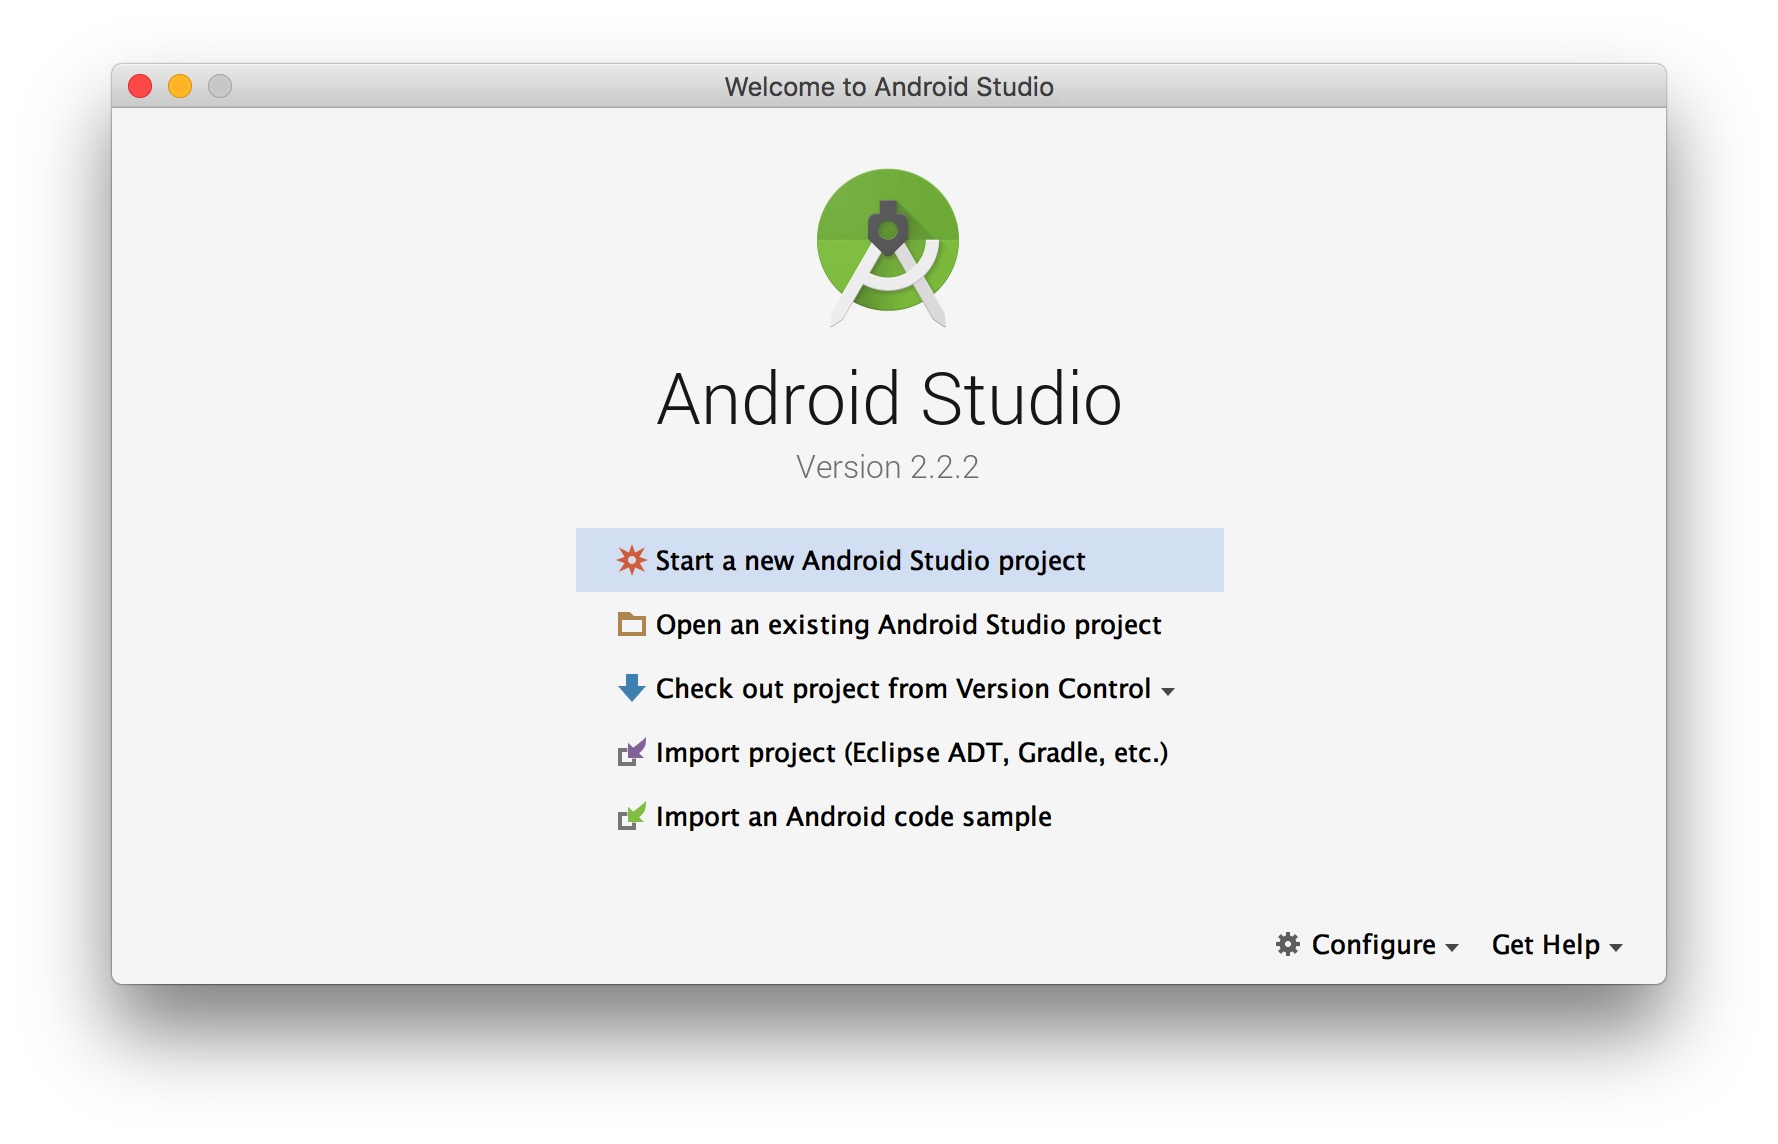 Welcome to Android Studio
Android Studio
Version 2.2.2
Start a new Android Studio project
Open an existing Android Studio project
Check out project from Version Control
Import project (Eclipse ADT, Gradle, etc.)
Import an Android code sample
Configure
Get Help